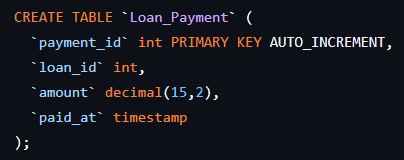 CREATE TABLE `Loan_Payment` (
  `payment_id` int PRIMARY KEY AUTO_INCREMENT,
  `loan_id` int,
  `amount` decimal(15,2),
  `paid_at` timestamp
);